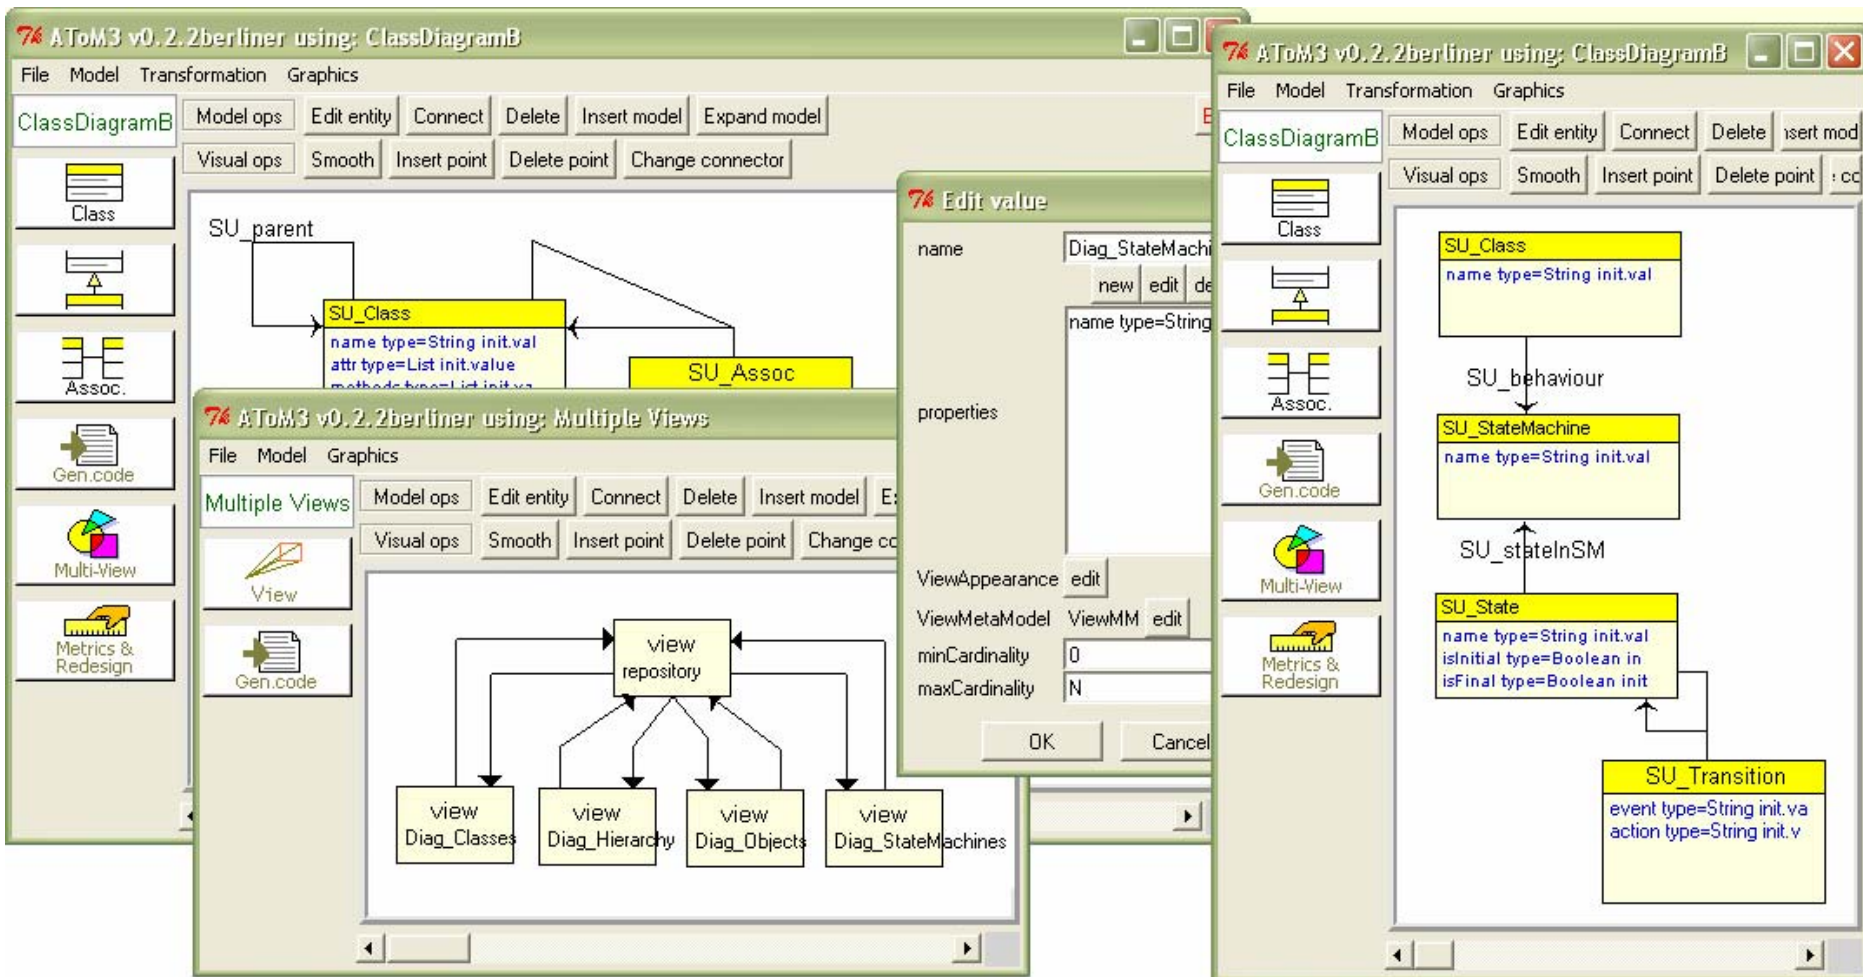 AToM3 v0.2.2berliner using: ClassDiagramB
File Model Transformation Graphics
ClassDiagramB
Model ops Edit entity Connect Delete Insert model Expand model
Visual ops Smooth Insert point Delete point Change connector
Class
Assoc.
Gen.code
Multi-View
Metrics &
Redesign
SU_parent
SU_Class
name type=String init.val
attr type=List init.value
SU_Assoc
AToM3 v0.2.2berliner using: Multiple Views
File Model Graphics
Multiple Views
Model ops Edit entity Connect Delete Insert model
Visual ops Smooth Insert point Delete point Change co
View
Gen.code
view
repository
view
Diag_Classes
view
Diag_Hierarchy
view
Diag_Objects
view
Diag_StateMachines
Edit value
name Diag_StateMachi
new edit de
name type=String
properties
ViewAppearance edit
ViewMetaModel ViewMM edit
minCardinality 0
maxCardinality N
OK Cancel
AToM3 v0.2.2berliner using: ClassDiagramB
File Model Transformation Graphics
ClassDiagramB
Model ops Edit entity Connect Delete nsert mod
Visual ops Smooth Insert point Delete point
Class
Assoc.
Gen.code
Multi-View
Metrics &
Redesign
SU_Class
name type=String init.val
SU_behaviour
SU_StateMachine
name type=String init.val
SU_stateInSM
SU_State
name type=String init.val
isInitial type=Boolean in
isFinal type=Boolean init
SU_Transition
event type=String init.va
action type=String init.v